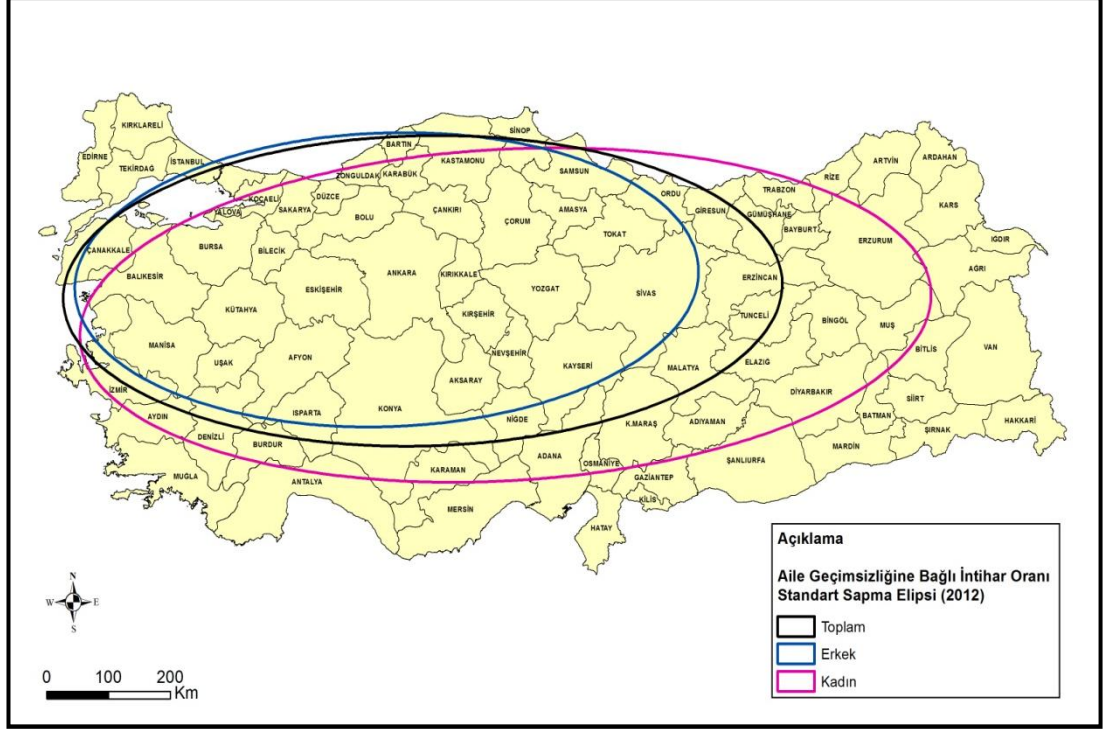 KIRKLARELİ
EDİRNE
TEKİRDAG
İSTANBUL
SİNOP
BARTIN
KASTAMONU
ZONGULDAK
KARABÜK
SAMSUN
ARTVİN
ARDAHAN
RİZE
TRABZON
ORDU
GİRESUN
GÜMÜŞHANE
BAYBURT
KARS
KOCAELİ
YALOVA
SAKARYA
DÜZCE
BOLU
ÇANKIRI
ÇORUM
AMASYA
TOKAT
ERZURUM
IĞDIR
AĞRI
ÇANAKKALE
BURSA
BİLECİK
BALIKESİR
ESKİŞEHİR
ANKARA
KIRIKKALE
YOZGAT
SİVAS
ERZİNCAN
TUNCELİ
BİNGÖL
MUŞ
BİTLİS
VAN
KÜTAHYA
KIRŞEHİR
MANİSA
UŞAK
AFYON
NEVŞEHİR
KAYSERİ
MALATYA
ELAZIĞ
DİYARBAKIR
SİİRT
BATMAN
ŞIRNAK
HAKKARİ
İZMİR
AYDIN
DENİZLİ
ISPARTA
BURDUR
KONYA
AKSARAY
NİĞDE
K.MARAŞ
ADIYAMAN
MARDİN
ŞANLIURFA
MUĞLA
ANTALYA
KARAMAN
MERSİN
ADANA
OSMANİYE
GAZİANTEP
KİLİS
HATAY
N
W E
S
0 100 200
Km
Açıklama
Aile Geçimsizliğine Bağlı İntihar Oranı
Standart Sapma Elipsi (2012)
Toplam
Erkek
Kadın